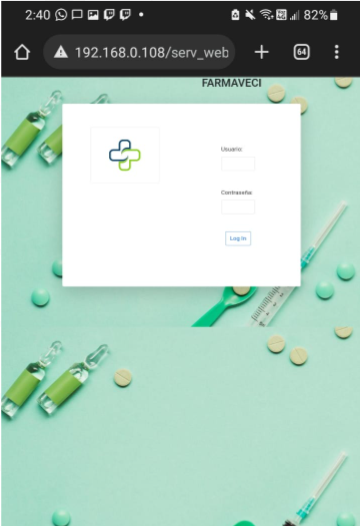 2:40
82%
192.168.0.108/serv_web
64
FARMAVECI
Usuario:
Contraseña:
Log In